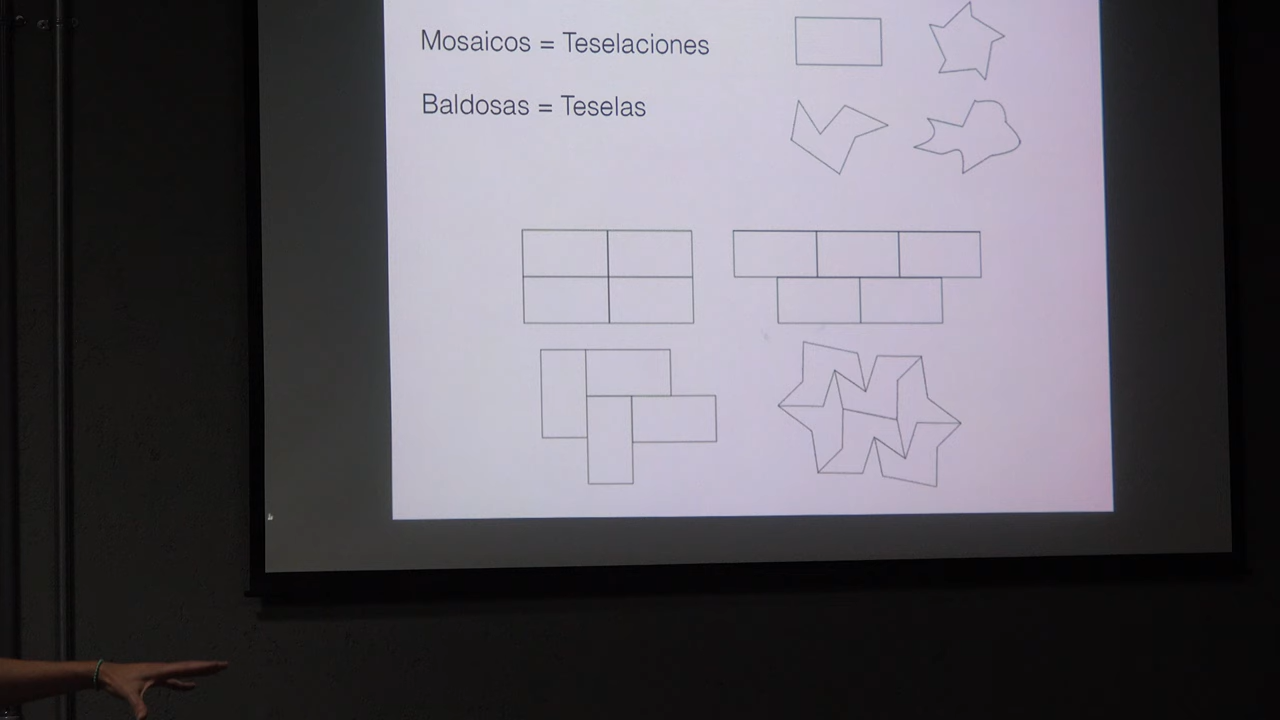 Mosaicos = Teselaciones
Baldosas = Teselas